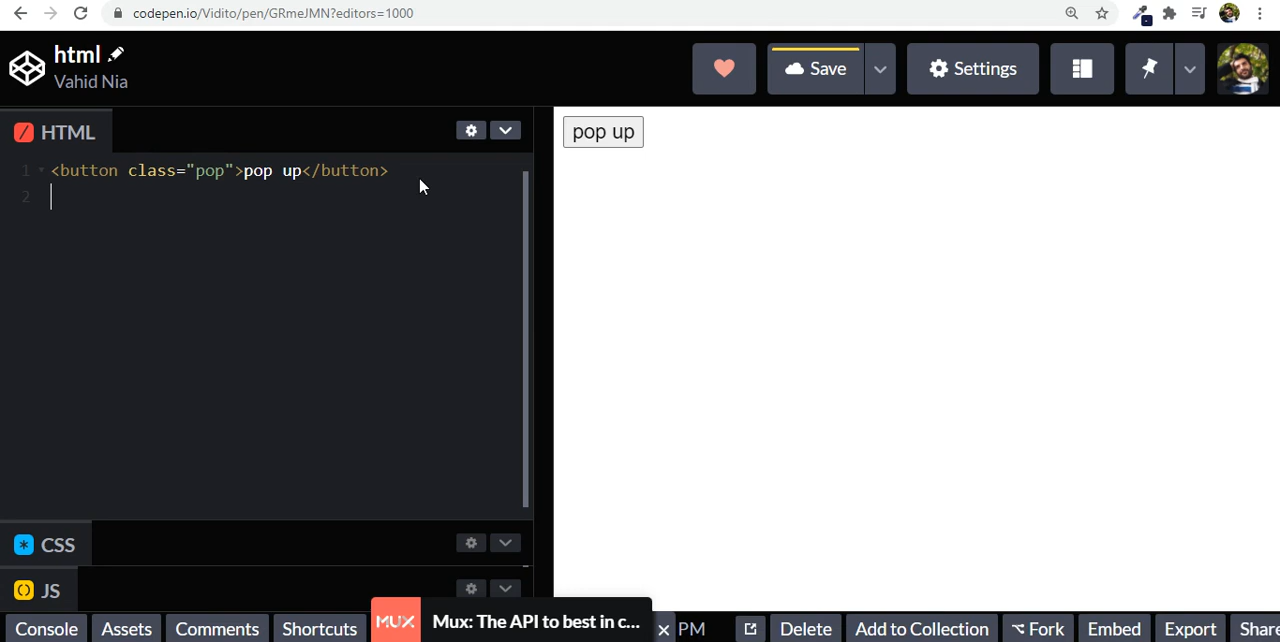 codepen.io/Vidito/pen/GRmeJMN?editors=1000
html
Vahid Nia
Save
Settings
HTML
1 <button class="pop">pop up</button>
2
pop up
CSS
JS
Console
Assets
Comments
Shortcuts
MUX
Mux: The API to best in c...
PM
Delete
Add to Collection
Fork
Embed
Export
Share